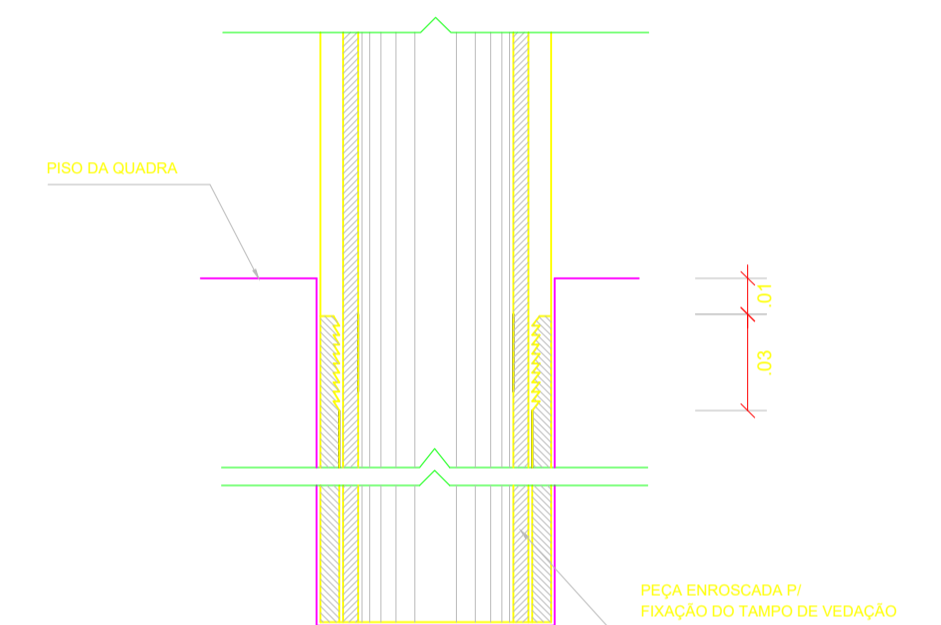 PISO DA QUADRA
.01
.03
PEÇA ENROSCADA P/
FIXAÇÃO DO TAMPO DE VEDAÇÃO